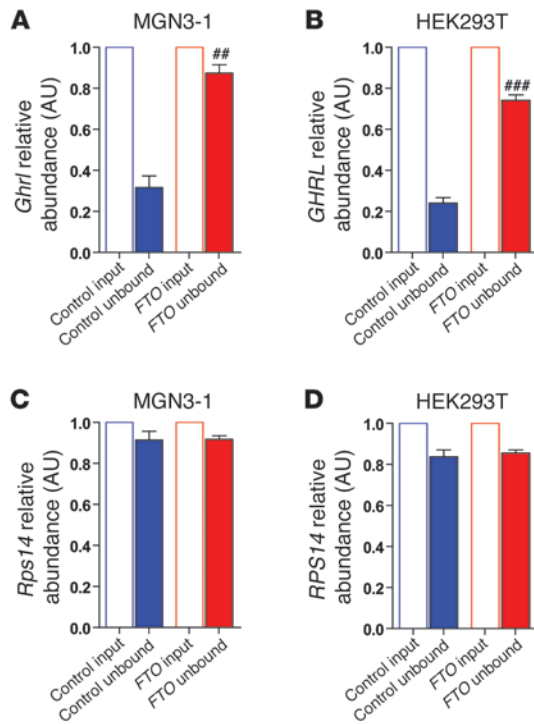 A
MGN3-1
Ghrl relative
abundance (AU)
1.0
0.8
0.6
0.4
0.2
0.0
##
Control input
Control unbound
FTO input
FTO unbound
B
HEK293T
GHRL relative
abundance (AU)
1.0
0.8
0.6
0.4
0.2
0.0
###
Control input
Control unbound
FTO input
FTO unbound
C
MGN3-1
Rps14 relative
abundance (AU)
1.0
0.8
0.6
0.4
0.2
0.0
Control input
Control unbound
FTO input
FTO unbound
D
HEK293T
RPS14 relative
abundance (AU)
1.0
0.8
0.6
0.4
0.2
0.0
Control input
Control unbound
FTO input
FTO unbound